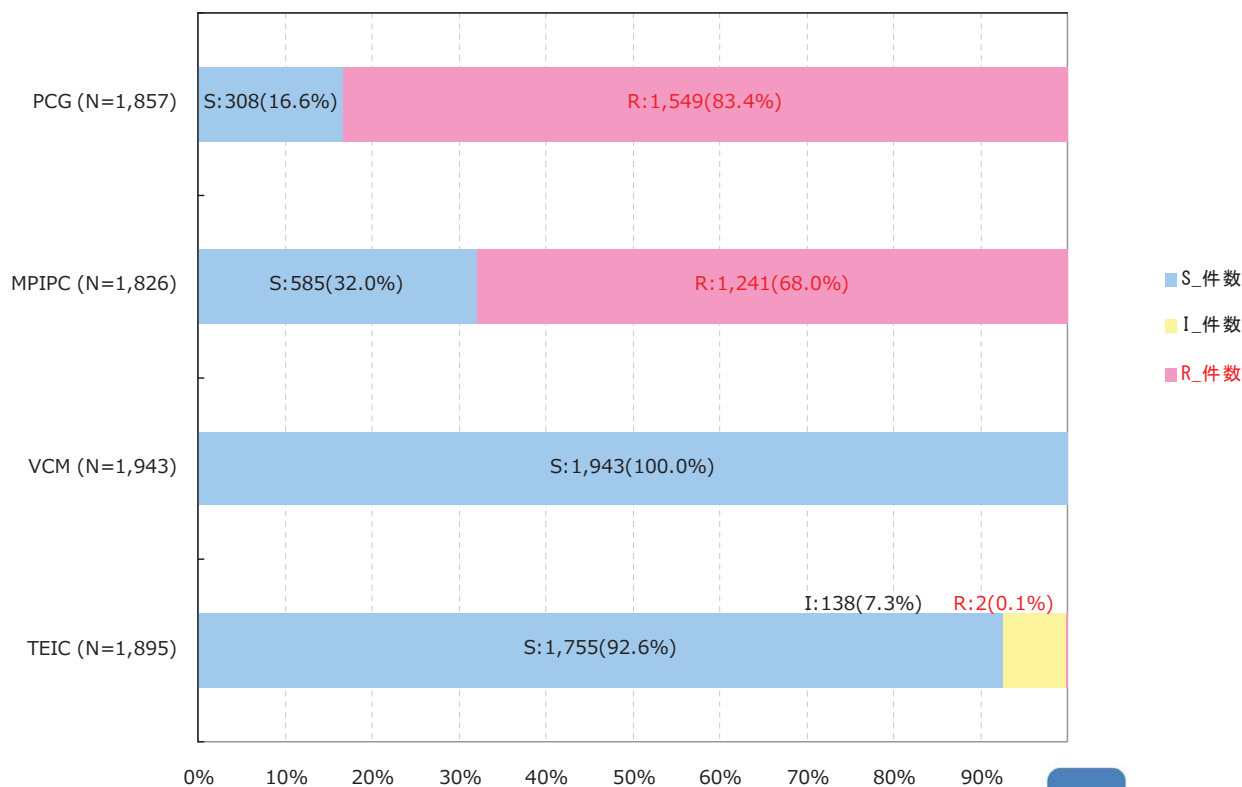 PCG (N=1,857)
S:308(16.6%)
R:1,549(83.4%)
MPIPC (N=1,826)
S:585(32.0%)
R:1,241(68.0%)
VCM (N=1,943)
S:1,943(100.0%)
I:138(7.3%)
R:2(0.1%)
TEIC (N=1,895)
S:1,755(92.6%)
0% 10% 20% 30% 40% 50% 60% 70% 80% 90%
S_件数
I_件数
R_件数